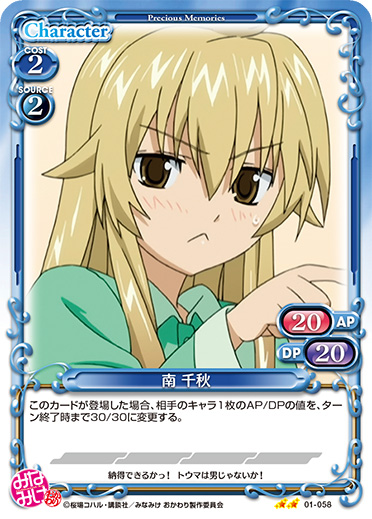 Precious Memories
Character
COST
2
SOURCE
2
20 AP
DP 20
南 千秋
このカードが登場した場合、相手のキャラ1枚のAP/DPの値を、ター
ン終了時まで30/30に変更する。
納得できるかっ! トウマは男じゃないか!
みなみけ
©桜場コハル・講談社/みなみけ おかわり製作委員会
01-058